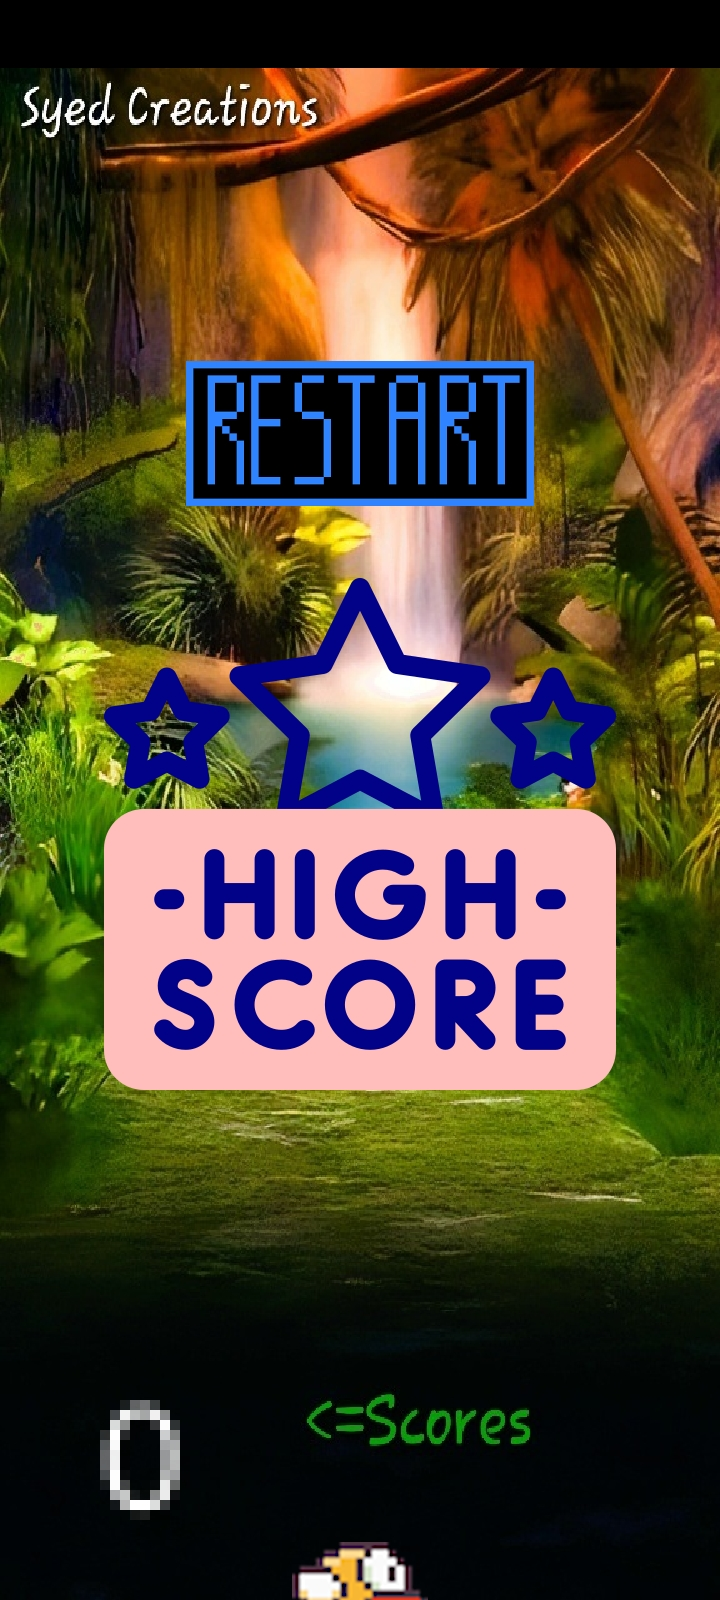 Syed Creations
RESTART
-HIGH-
SCORE
<=Scores
0